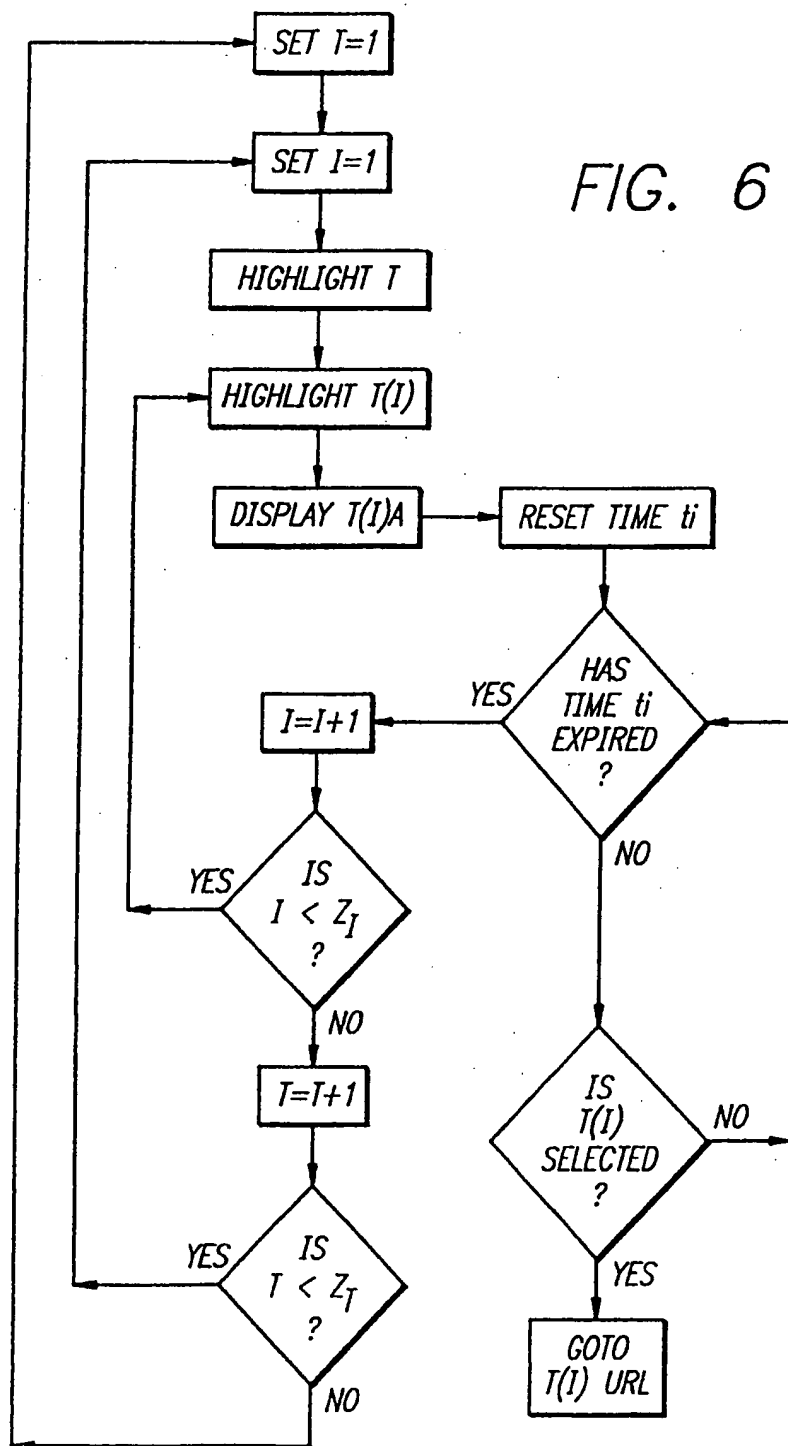 SET T=1
SET I=1
FIG. 6
HIGHLIGHT T
HIGHLIGHT T(I)
DISPLAY T(I)A
RESET TIME ti
HAS
TIME ti
EXPIRED
?
YES
NO
I=I+1
IS
I < Z_I
?
YES
NO
T=T+1
IS
T(I)
SELECTED
?
NO
YES
IS
T < Z_T
?
YES
NO
GOTO
T(I) URL